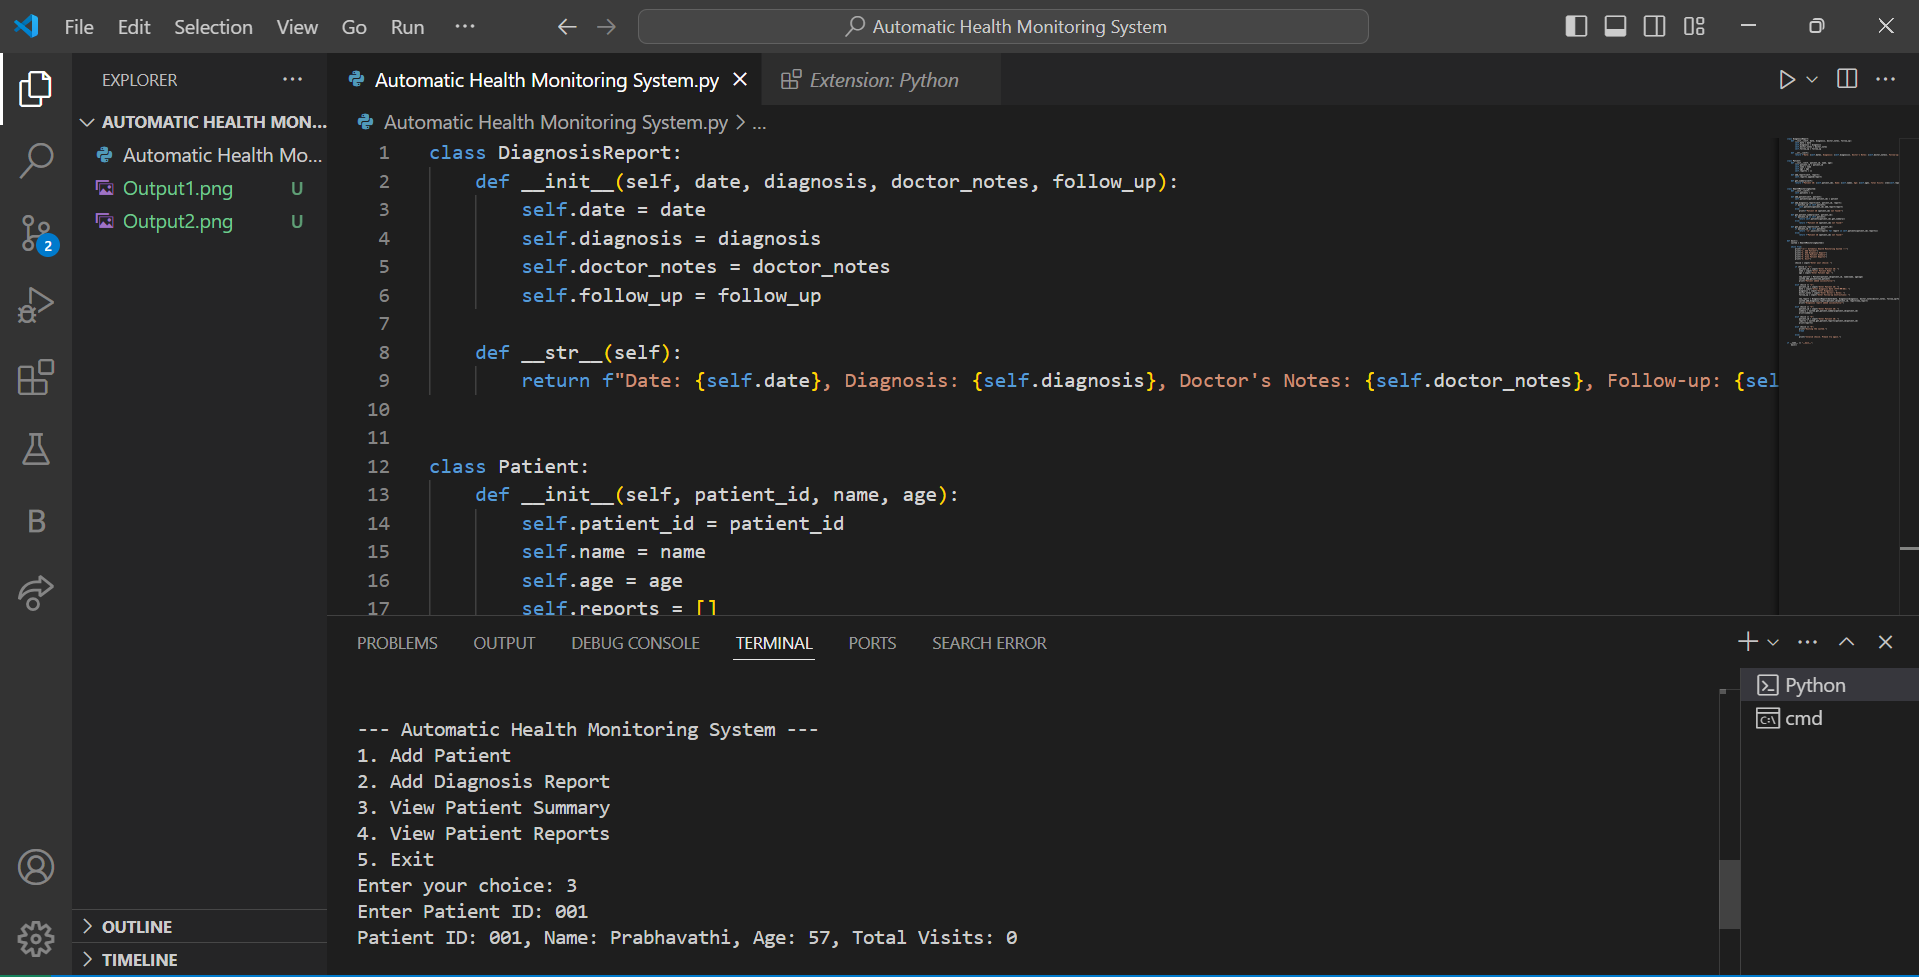 File Edit Selection View Go Run ...
Automatic Health Monitoring System
EXPLORER ...
AUTOMATIC HEALTH MON...
Automatic Health Mo...
Output1.png U
Output2.png U
2
B
OUTLINE
TIMELINE
Automatic Health Monitoring System.py
Extension: Python
Automatic Health Monitoring System.py > ...
1 class DiagnosisReport:
2 def __init__(self, date, diagnosis, doctor_notes, follow_up):
3 self.date = date
4 self.diagnosis = diagnosis
5 self.doctor_notes = doctor_notes
6 self.follow_up = follow_up
7
8 def __str__(self):
9 return f"Date: {self.date}, Diagnosis: {self.diagnosis}, Doctor's Notes: {self.doctor_notes}, Follow-up: {sel
10
11
12 class Patient:
13 def __init__(self, patient_id, name, age):
14 self.patient_id = patient_id
15 self.name = name
16 self.age = age
17 self.reports = []
PROBLEMS OUTPUT DEBUG CONSOLE TERMINAL PORTS SEARCH ERROR
--- Automatic Health Monitoring System ---
1. Add Patient
2. Add Diagnosis Report
3. View Patient Summary
4. View Patient Reports
5. Exit
Enter your choice: 3
Enter Patient ID: 001
Patient ID: 001, Name: Prabhavathi, Age: 57, Total Visits: 0
Python
cmd